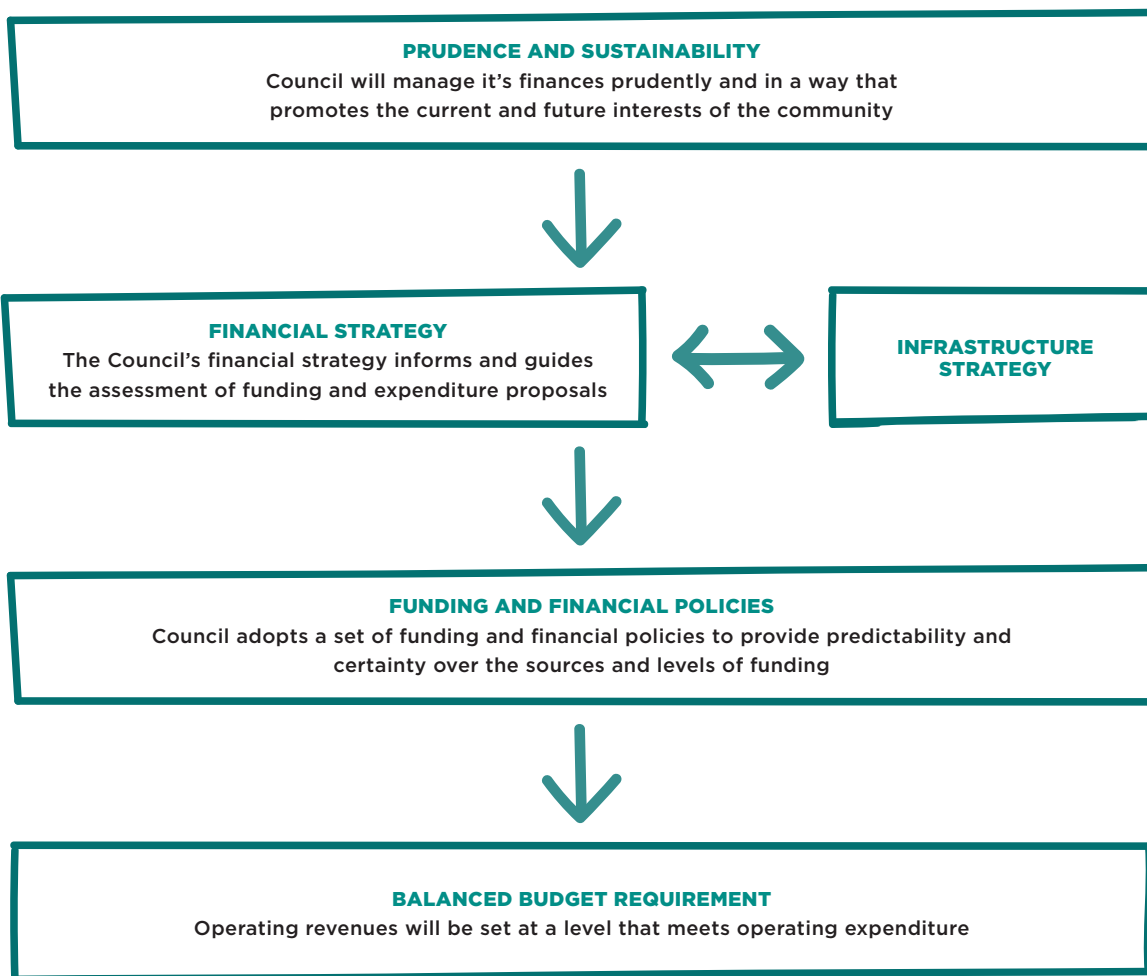 PRUDENCE AND SUSTAINABILITY
Council will manage it's finances prudently and in a way that
promotes the current and future interests of the community
FINANCIAL STRATEGY
The Council's financial strategy informs and guides
the assessment of funding and expenditure proposals
INFRASTRUCTURE
STRATEGY
FUNDING AND FINANCIAL POLICIES
Council adopts a set of funding and financial policies to provide predictability and
certainty over the sources and levels of funding
BALANCED BUDGET REQUIREMENT
Operating revenues will be set at a level that meets operating expenditure